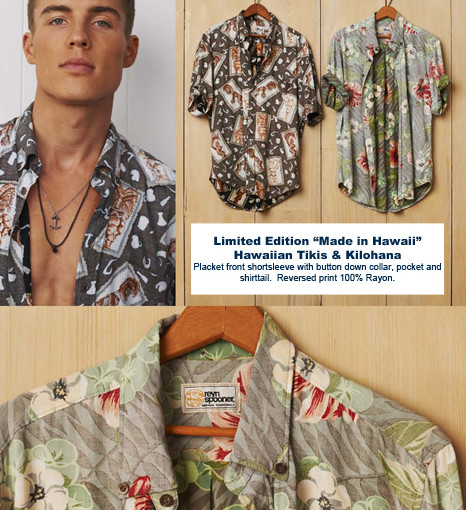 Limited Edition “Made in Hawaii”
Hawaiian Tikis & Kilohana
Placket front shortsleeve with button down collar, pocket and
shirttail. Reversed print 100% Rayon.
reyn
spooner